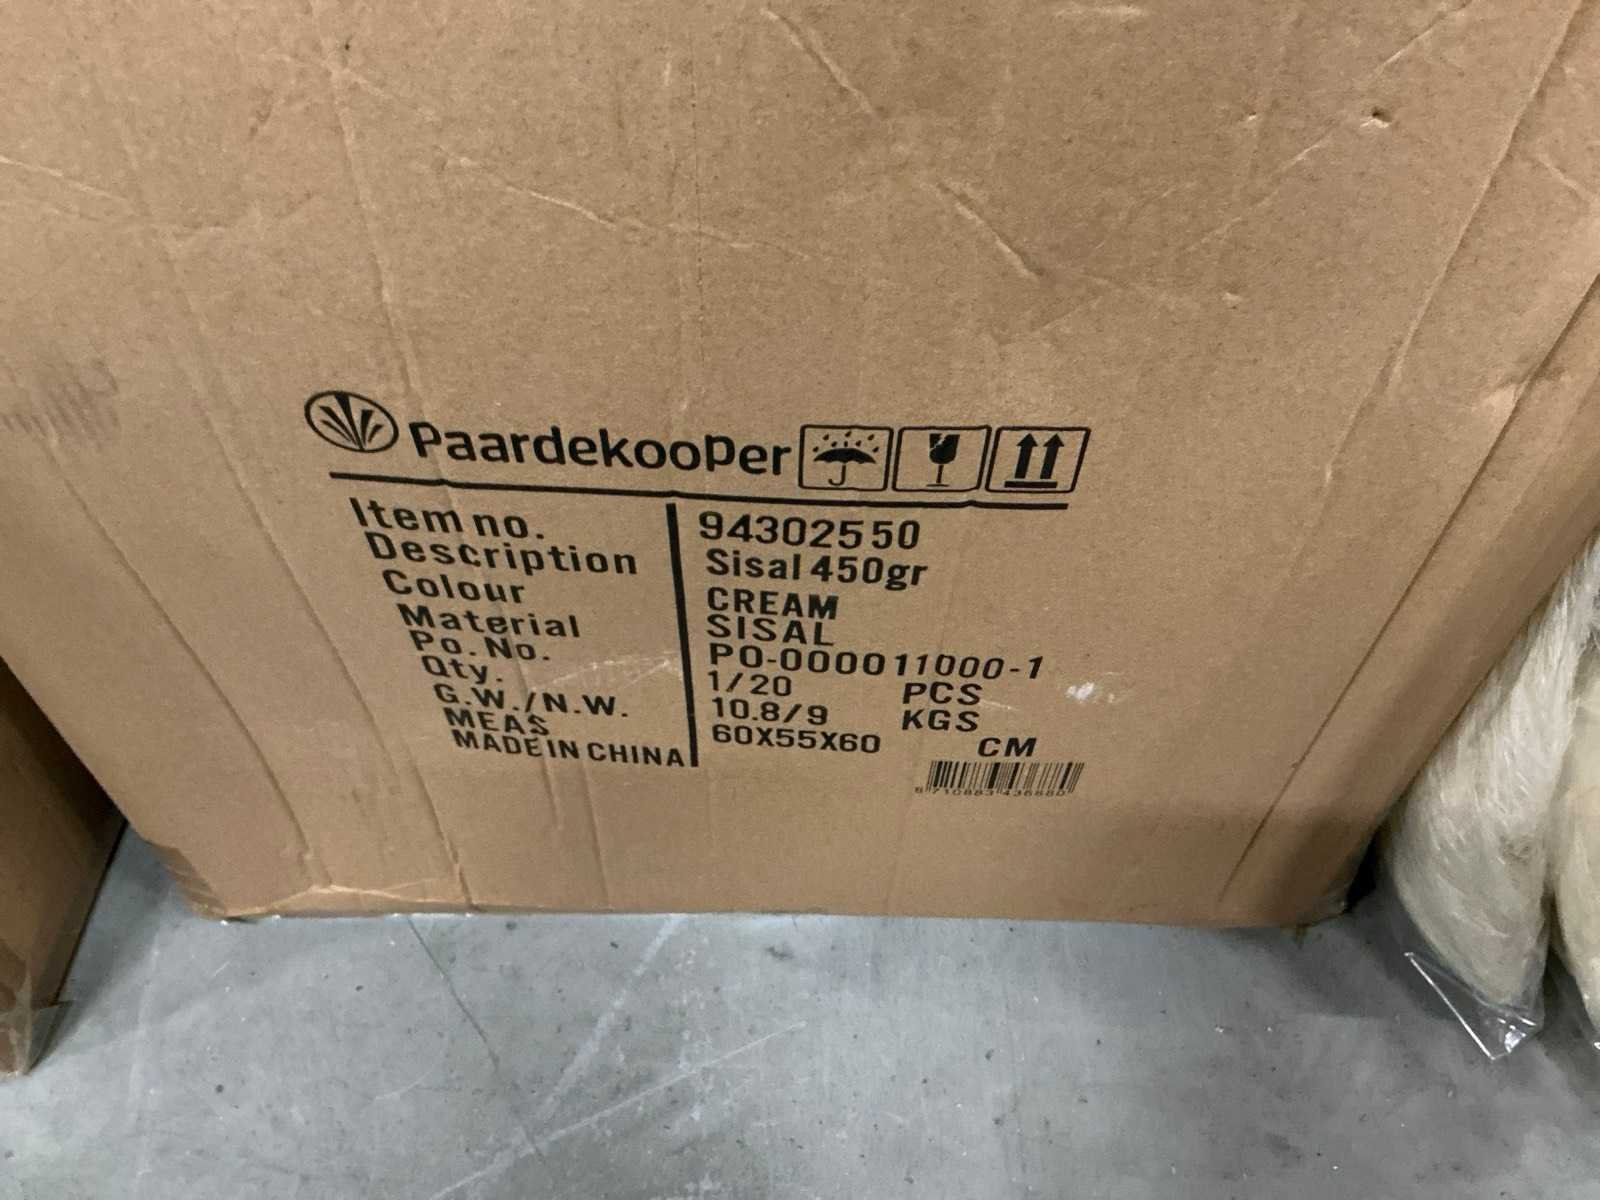 Paardekooper
Item no. 94302550
Description Sisal 450gr
Colour CREAM
Material SISAL
Po. No. PO-000011000-1
Qty. 1/20 PCS
G.W./N.W. 10.8/9 KGS
MEAS 60X55X60 CM
MADE IN CHINA